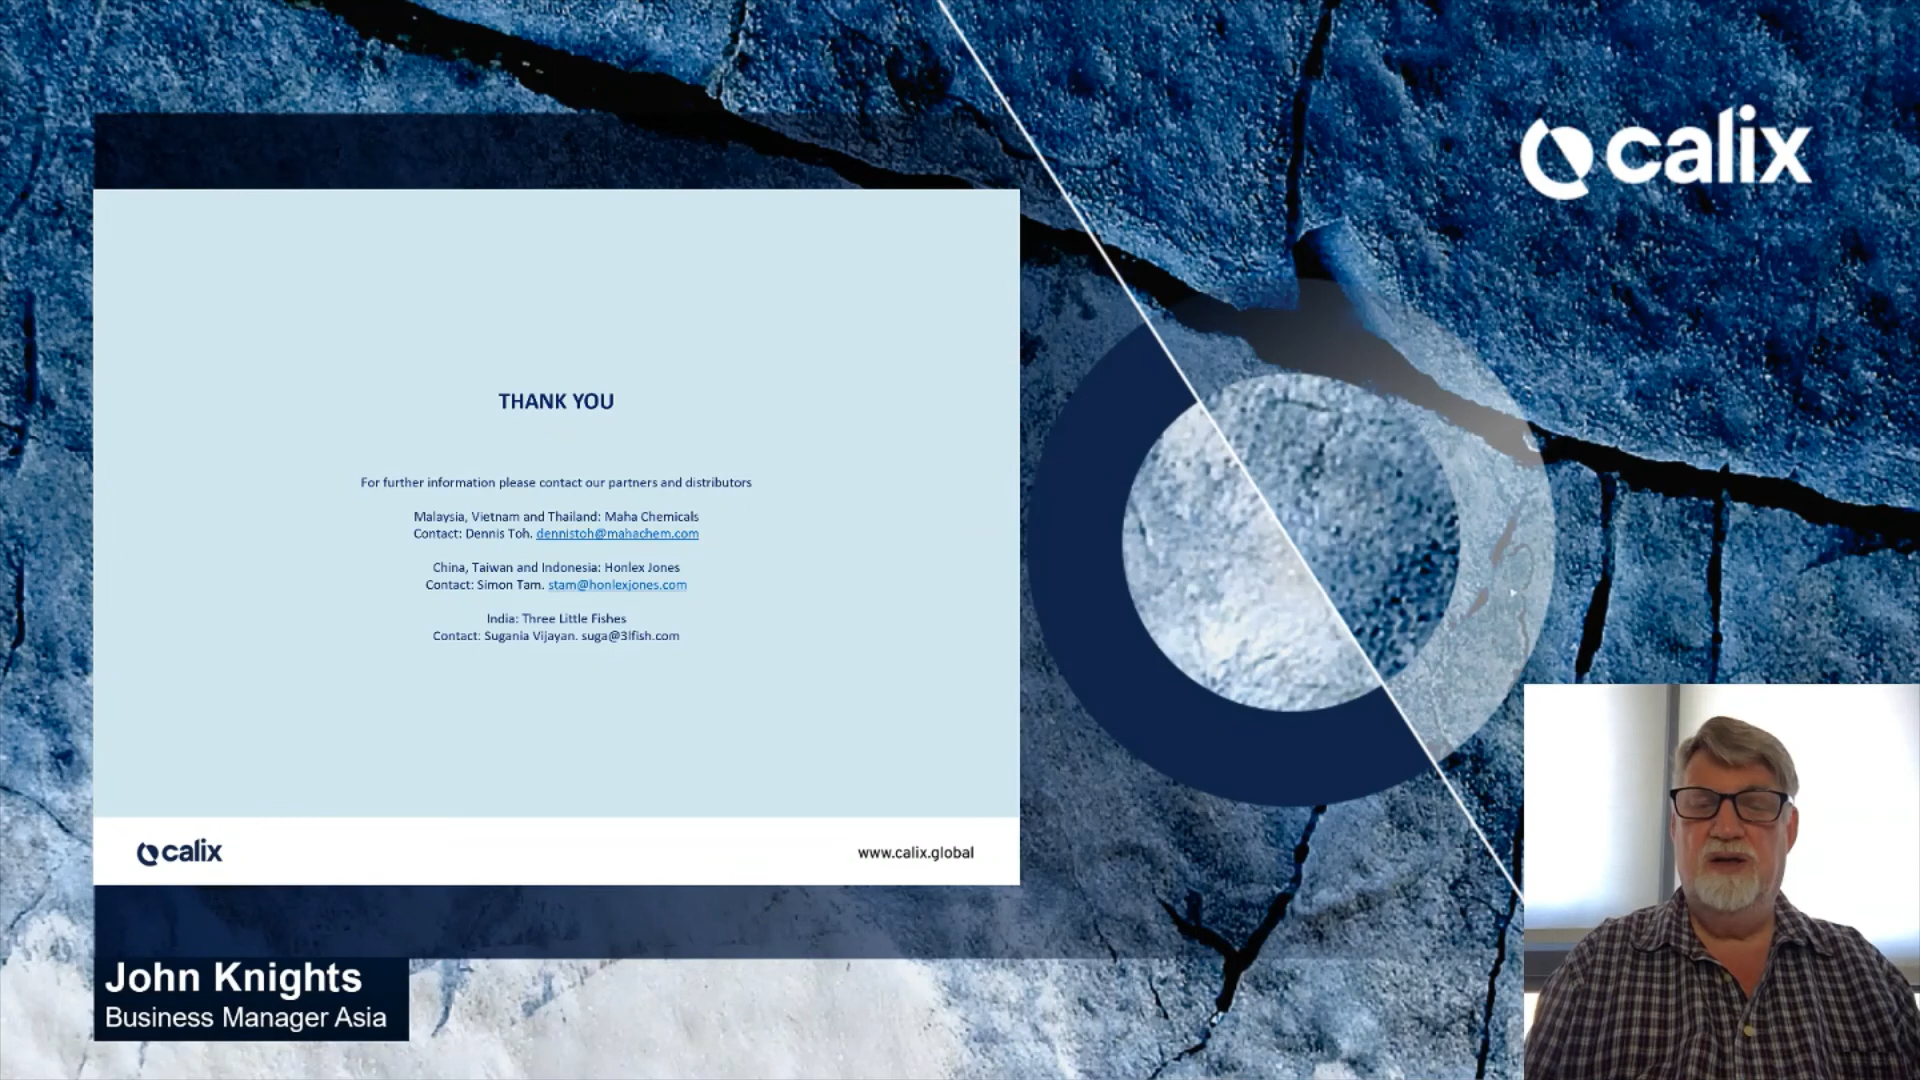 calix
THANK YOU
For further information please contact our partners and distributors
Malaysia, Vietnam and Thailand: Maha Chemicals
Contact: Dennis Toh. dennistoh@mahachem.com
China, Taiwan and Indonesia: Honlex Jones
Contact: Simon Tam. stam@honlexjones.com
India: Three Little Fishes
Contact: Sugania Vijayan. suga@3lfish.com
calix
www.calix.global
John Knights
Business Manager Asia